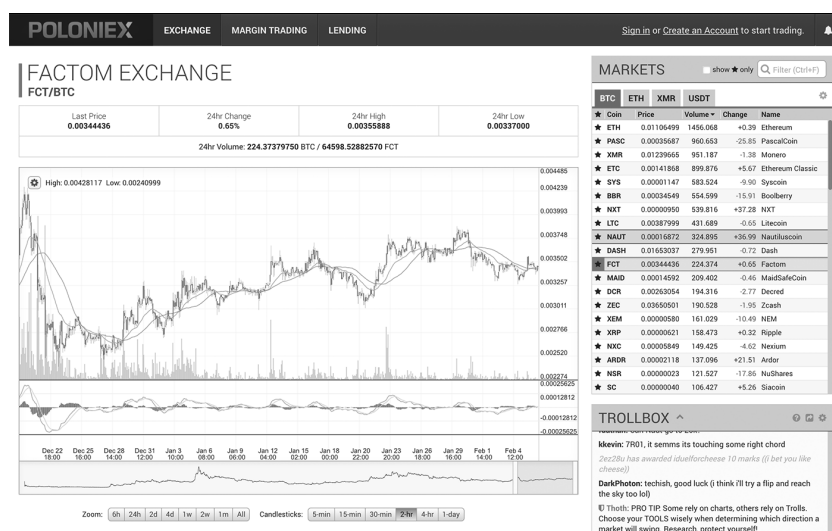 POLONIEX EXCHANGE MARGIN TRADING LENDING Sign in or Create an Account to start trading.
FACTOM EXCHANGE
FCT/BTC
Last Price 24hr Change 24hr High 24hr Low
0.00344436 0.65% 0.00355888 0.00337000
24hr Volume: 224.37379750 BTC / 64598.52882570 FCT
High: 0.00428117 Low: 0.00240999
0.004485
0.004239
0.003993
0.003748
0.003502
0.003257
0.003011
0.002766
0.002520
0.002274
0.00025625
0.00012812
-0.00012812
-0.00025625
Dec 22 Dec 25 Dec 28 Dec 31 Jan 3 Jan 6 Jan 9 Jan 12 Jan 15 Jan 18 Jan 20 Jan 23 Jan 26 Jan 29 Feb 1 Feb 4
18:00 16:00 14:00 12:00 10:00 08:00 06:00 04:00 02:00 00:00 22:00 20:00 18:00 16:00 14:00 12:00
Zoom: 6h 24h 2d 4d 1w 2w 1m All Candlesticks: 5-min 15-min 30-min 2-hr 4-hr 1-day
MARKETS show ★ only Filter (Ctrl+F)
BTC ETH XMR USDT
★ Coin Price Volume ▾ Change Name
★ ETH 0.01106499 1456.068 +0.39 Ethereum
★ PASC 0.00035687 960.653 -25.85 PascalCoin
★ XMR 0.01239665 951.187 -1.38 Monero
★ ETC 0.00141868 899.876 +5.67 Ethereum Classic
★ SYS 0.00001147 583.524 -9.90 Syscoin
★ BBR 0.00034549 554.599 -15.91 Boolberry
★ NXT 0.00000950 539.816 +37.28 NXT
★ LTC 0.00387999 431.689 -0.65 Litecoin
★ NAUT 0.00016872 324.895 +36.99 Nautiluscoin
★ DASH 0.01653037 279.951 -0.72 Dash
★ FCT 0.00344436 224.374 +0.65 Factom
★ MAID 0.00014592 209.402 -0.46 MaidSafeCoin
★ DCR 0.00263054 194.316 -2.77 Decred
★ ZEC 0.03650501 190.528 -1.95 Zcash
★ XEM 0.00000580 161.029 -10.49 NEM
★ XRP 0.00000621 158.473 +0.32 Ripple
★ NXC 0.00005849 149.425 -4.62 Nexium
★ ARDR 0.00002118 137.096 +21.51 Ardor
★ NSR 0.00000023 121.527 -17.86 NuShares
★ SC 0.00000040 106.427 +5.26 Siacoin
TROLLBOX
kkevin: 7R01, it semms its touching some right chord
2ez28u has awarded iduelforcheese 10 marks ((i bet you like
cheese))
DarkPhoton: techish, good luck (i think i'll try a flip and reach
the sky too lol)
Thoth: PRO TIP: Some rely on charts, others rely on Trolls.
Choose your TOOLS wisely when determining which direction a
market will swing. Research, protect yourself!